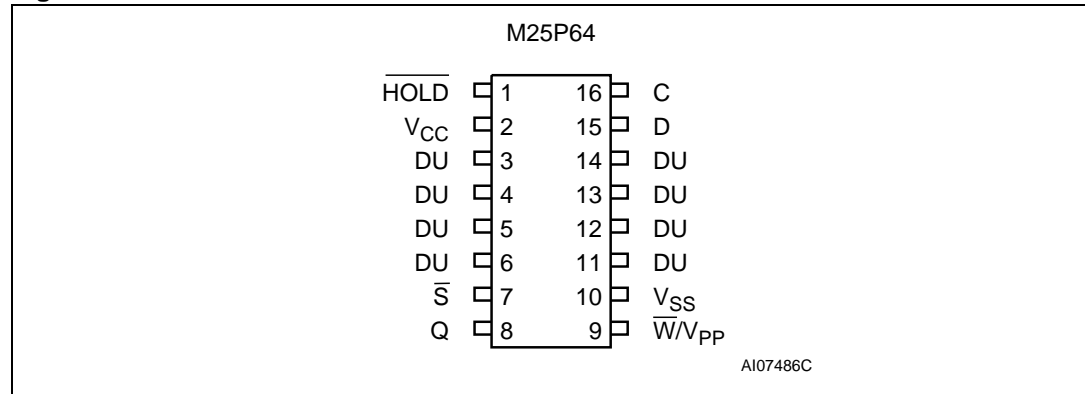 M25P64
H̅O̅L̅D̅ 1 16 C
VCC 2 15 D
DU 3 14 DU
DU 4 13 DU
DU 5 12 DU
DU 6 11 DU
S̅ 7 10 VSS
Q 8 9 W̅/VPP
AI07486C